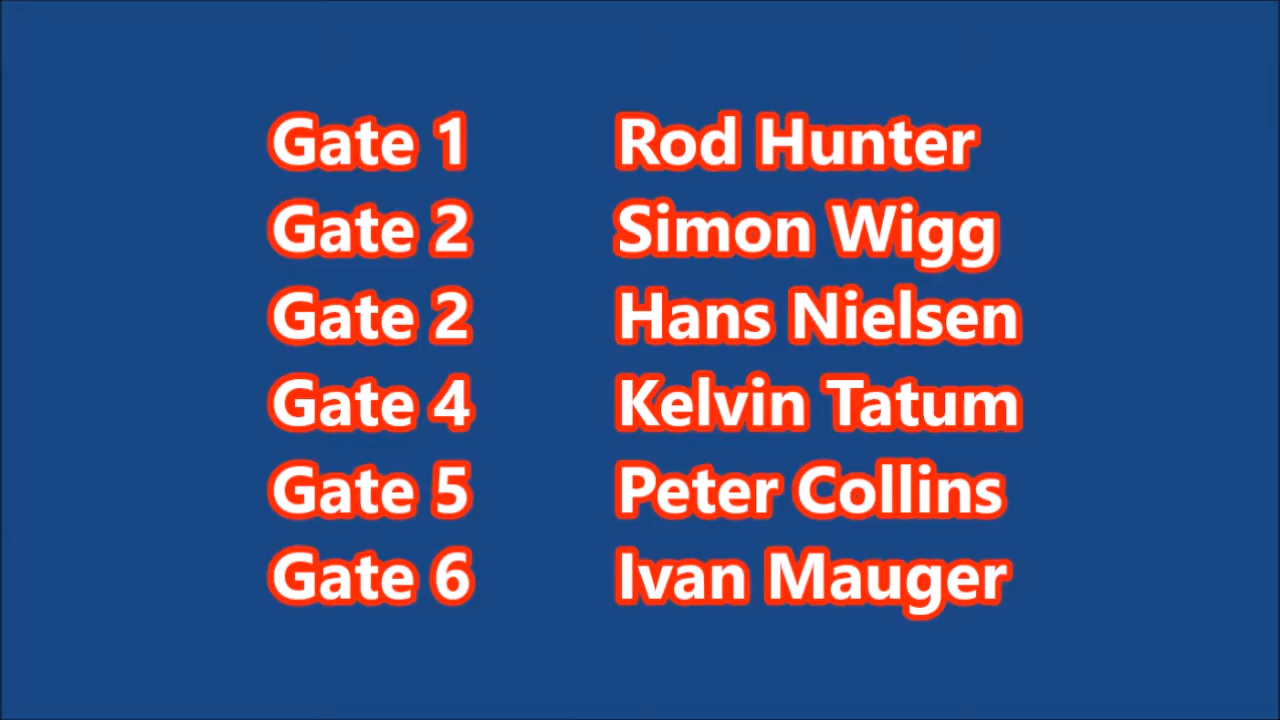 Gate 1 Rod Hunter
Gate 2 Simon Wigg
Gate 2 Hans Nielsen
Gate 4 Kelvin Tatum
Gate 5 Peter Collins
Gate 6 Ivan Mauger